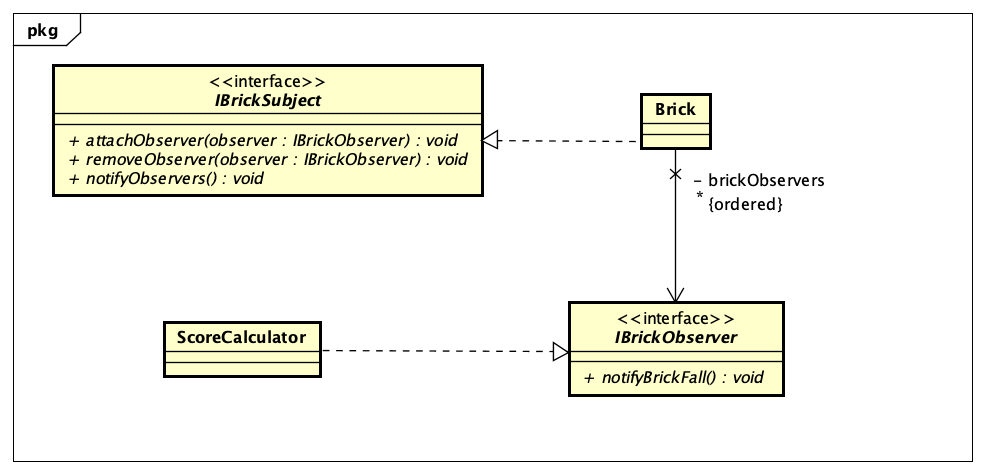 pkg
<<interface>>
IBrickSubject
+ attachObserver(observer : IBrickObserver) : void
+ removeObserver(observer : IBrickObserver) : void
+ notifyObservers() : void
Brick
- brickObservers
* {ordered}
ScoreCalculator
<<interface>>
IBrickObserver
+ notifyBrickFall() : void